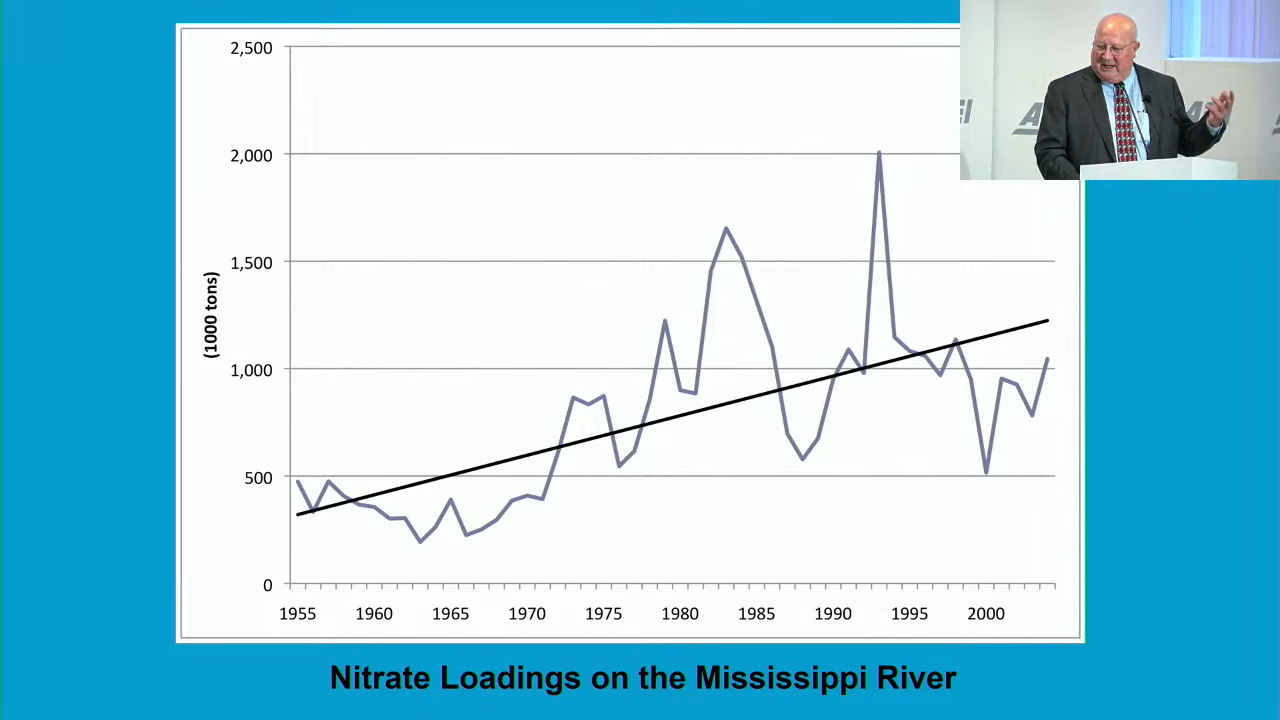 2,500
2,000
1,500
1,000
500
0
(1000 tons)
1955 1960 1965 1970 1975 1980 1985 1990 1995 2000
Nitrate Loadings on the Mississippi River